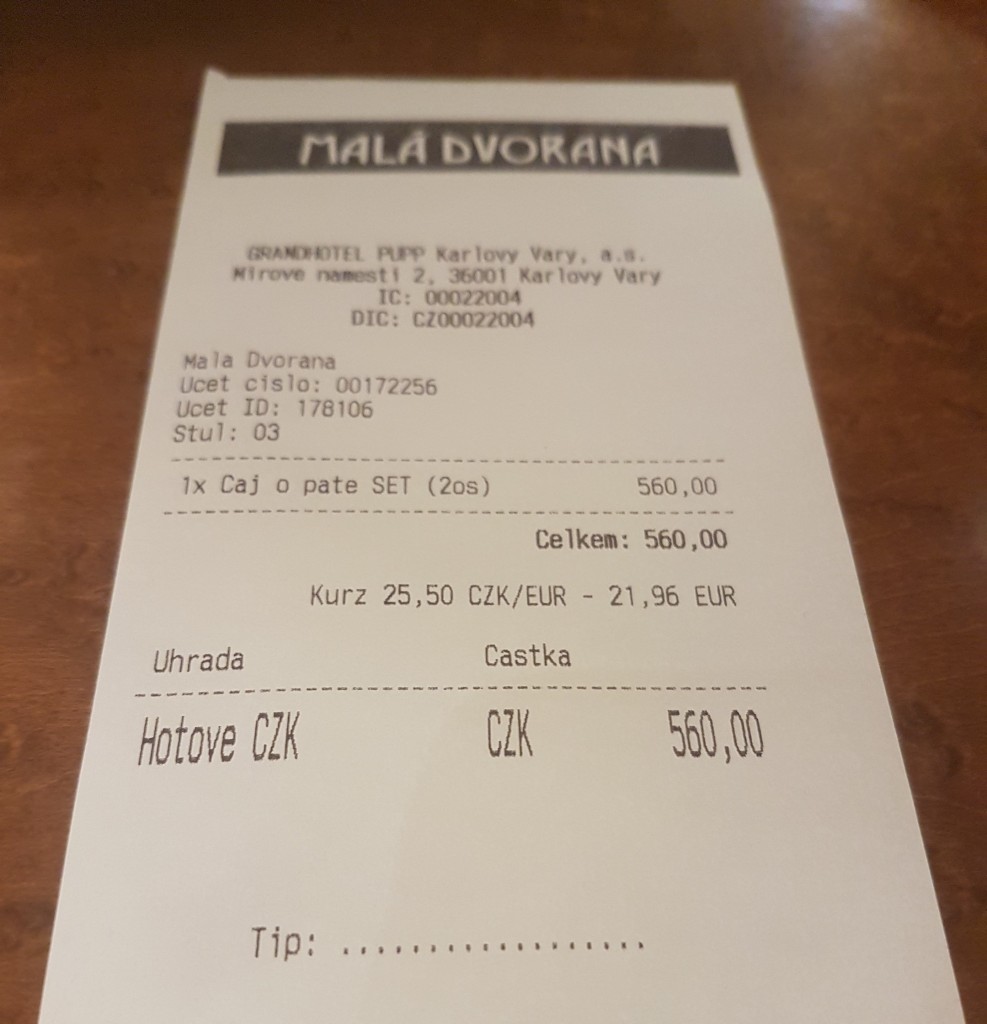 MALÁ DVORANA
GRANDHOTEL PUPP Karlovy Vary, a.s.
Mirove namesti 2, 36001 Karlovy Vary
IC: 00022004
DIC: CZ00022004
Mala Dvorana
Ucet cislo: 00172256
Ucet ID: 178106
Stul: 03
1x Caj o pate SET (2os) 560,00
Celkem: 560,00
Kurz 25,50 CZK/EUR - 21,96 EUR
Uhrada Castka
Hotove CZK CZK 560,00
Tip: ..................